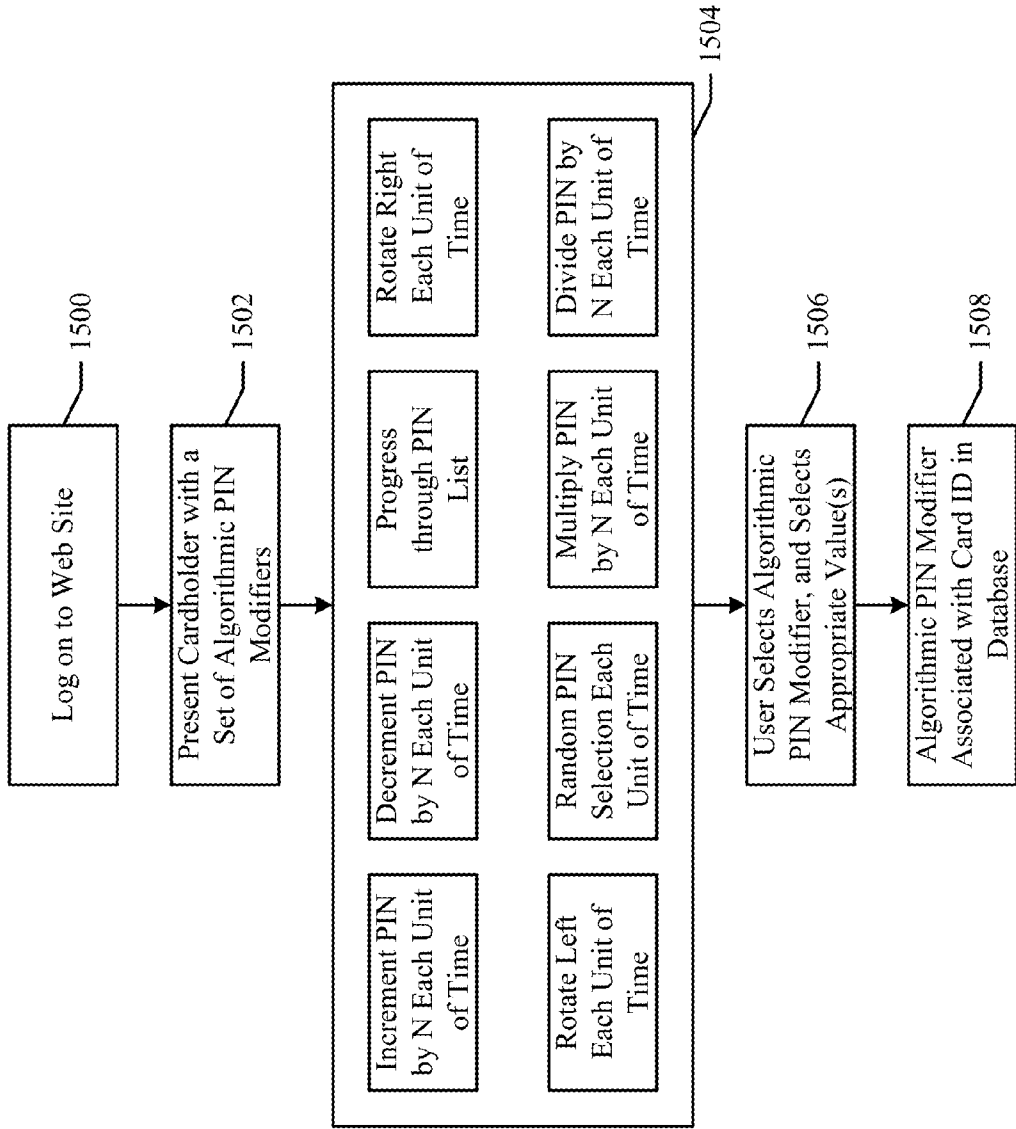 Log on to Web Site
1500
Present Cardholder with a
Set of Algorithmic PIN
Modifiers
1502
Increment PIN
by N Each Unit
of Time
Decrement PIN
by N Each Unit
of Time
Progress
through PIN
List
Rotate Right
Each Unit of
Time
Rotate Left
Each Unit of
Time
Random PIN
Selection Each
Unit of Time
Multiply PIN
by N Each Unit
of Time
Divide PIN by
N Each Unit of
Time
1504
User Selects Algorithmic
PIN Modifier, and Selects
Appropriate Value(s)
1506
Algorithmic PIN Modifier
Associated with Card ID in
Database
1508